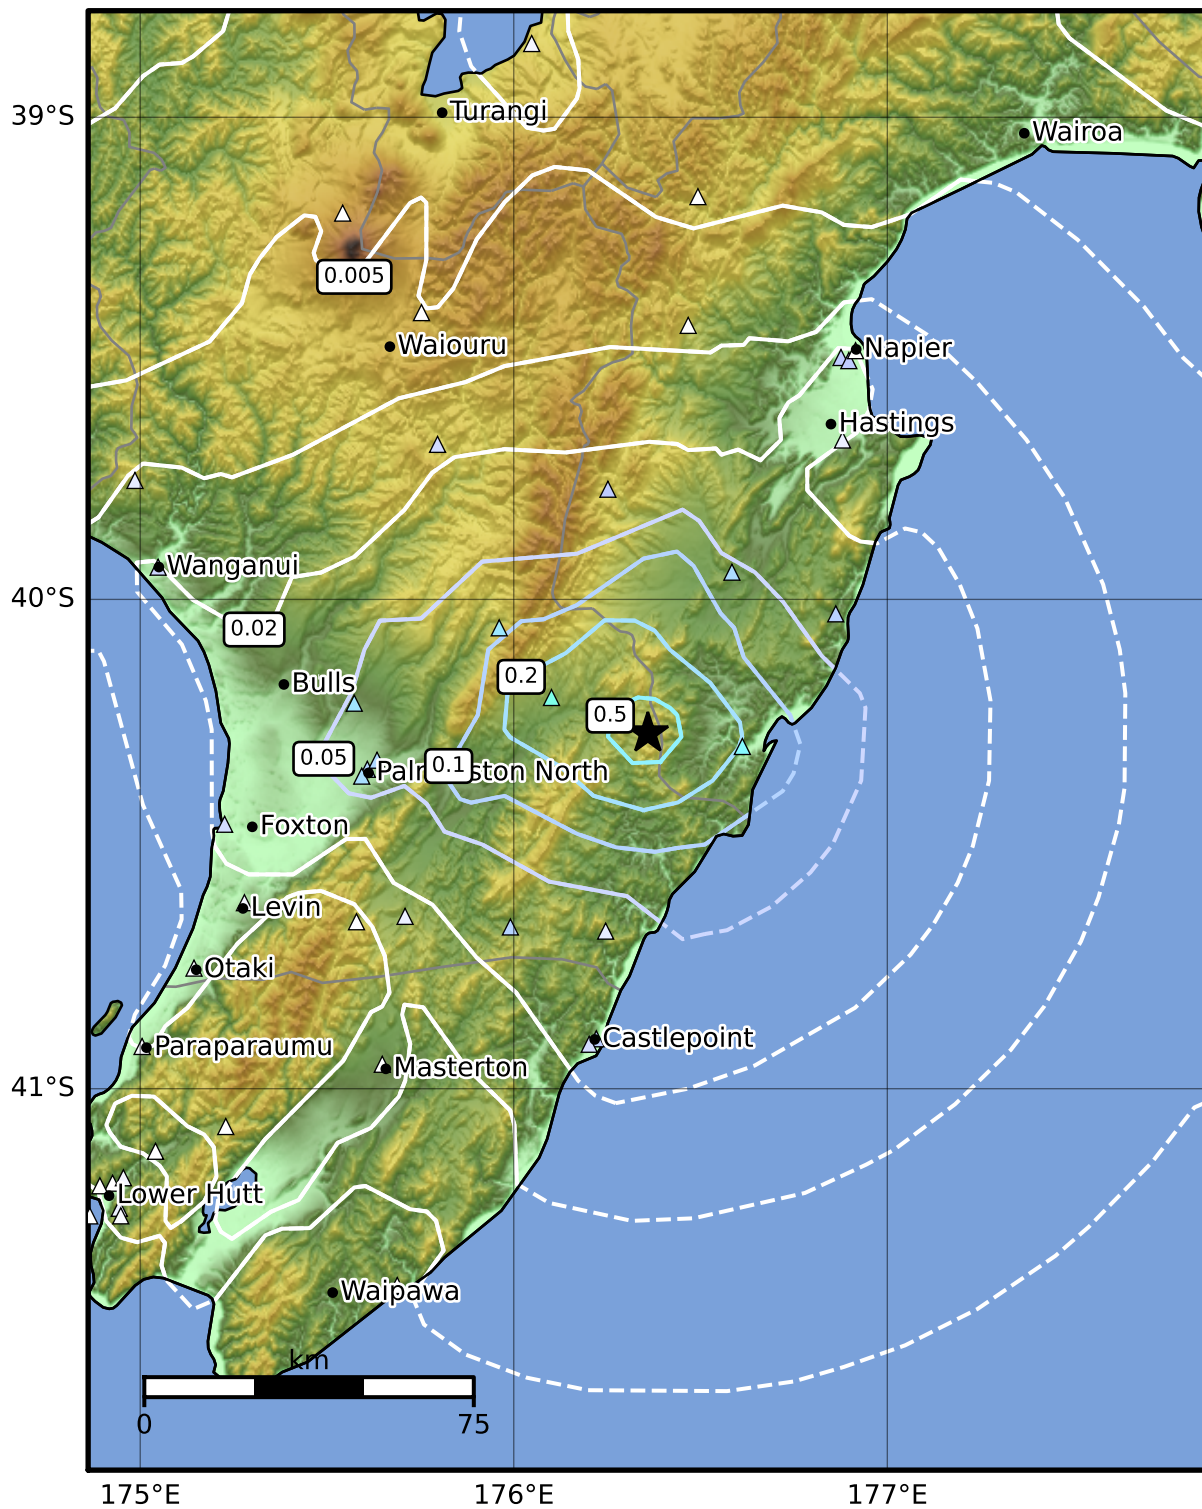 Turangi
39°S
Wairoa
0.005
Waiouru
Napier
Hastings
Wanganui
40°S
0.02
Bulls
0.2
0.5
0.05
0.1
Palm ston North
Foxton
Levin
Otaki
Castlepoint
Paraparaumu
Masterton
41°S
Lower Hutt
Waipawa
km
0 75
175°E 176°E 177°E